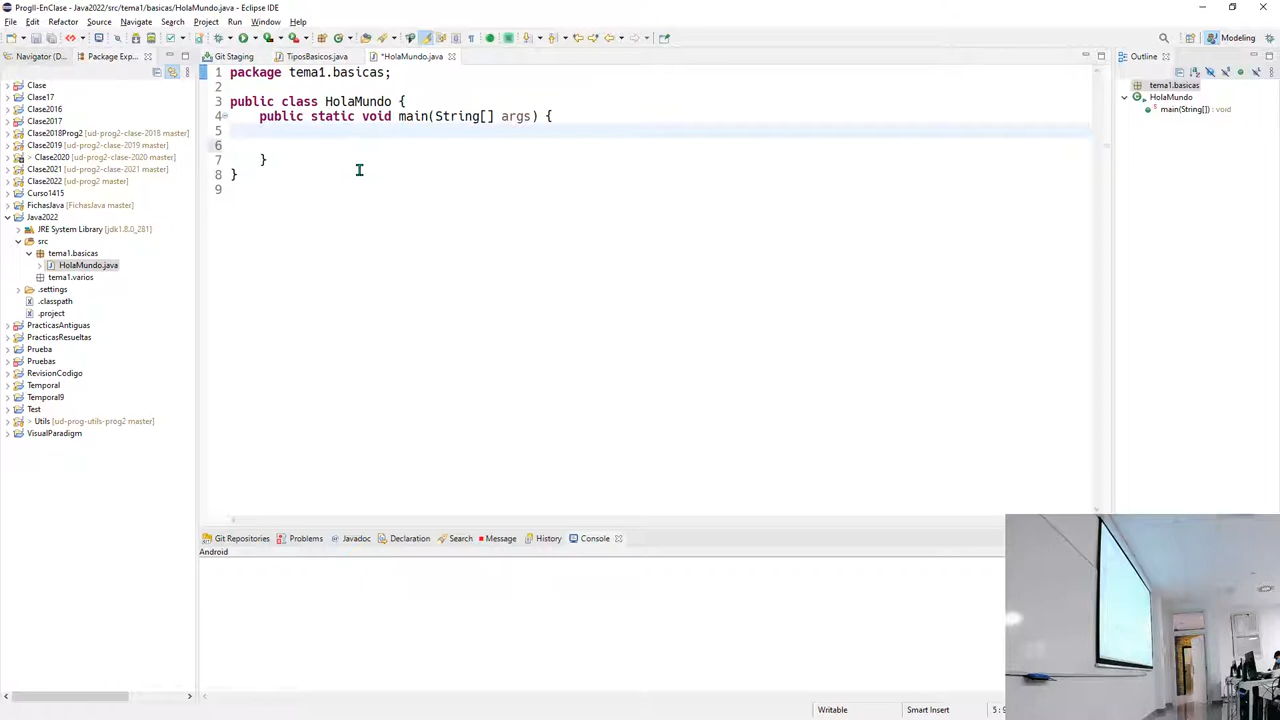 ProgII-EnClase - Java2022/src/tema1/basicas/HolaMundo.java - Eclipse IDE
File Edit Refactor Source Navigate Search Project Run Window Help
Modeling
Navigator (D... Package Exp...
Git Staging TiposBasicos.java *HolaMundo.java
Outline
Clase
Clase17
Clase2016
Clase2017
Clase2018Prog2 [ud-prog2-clase-2018 master]
Clase2019 [ud-prog2-clase-2019 master]
> Clase2020 [ud-prog2-clase-2020 master]
Clase2021 [ud-prog2-clase-2169 master]
Clase2022 [ud-prog2 master]
Curso1415
FichasJava [FichasJava master]
Java2022
JRE System Library [jdk1.8.0_281]
src
tema1.basicas
HolaMundo.java
tema1.varios
.settings
.classpath
.project
PracticasAntiguas
PracticasResueltas
Prueba
Pruebas
RevisionCodigo
Temporal
Temporal9
Test
> Utils [ud-prog-utils-prog2 master]
VisualParadigm
1 package tema1.basicas;
2
3 public class HolaMundo {
4 public static void main(String[] args) {
5
6
7 }
8 }
9
tema1.basicas
HolaMundo
main(String[]) : void
Git Repositories Problems Javadoc Declaration Search Message History Console
Android
Writable Smart Insert